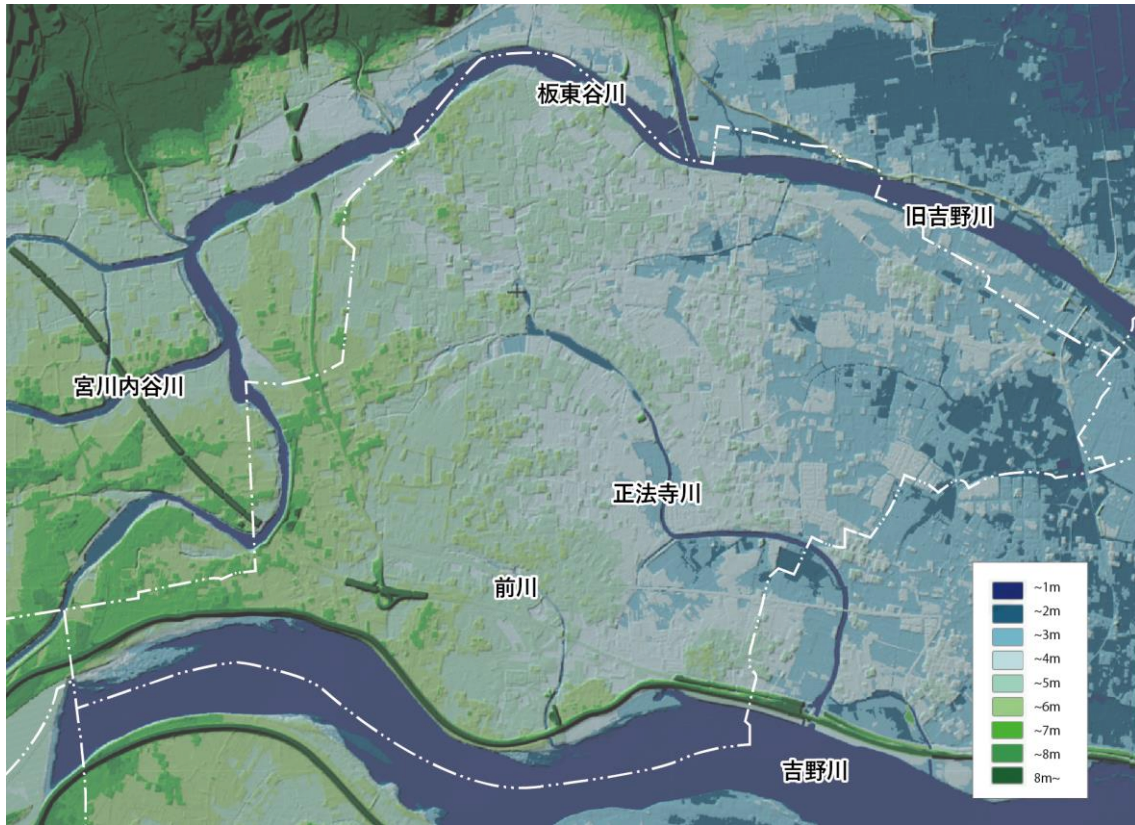 板東谷川
旧吉野川
宮川内谷川
正法寺川
前川
吉野川
~1m
~2m
~3m
~4m
~5m
~6m
~7m
~8m
8m~